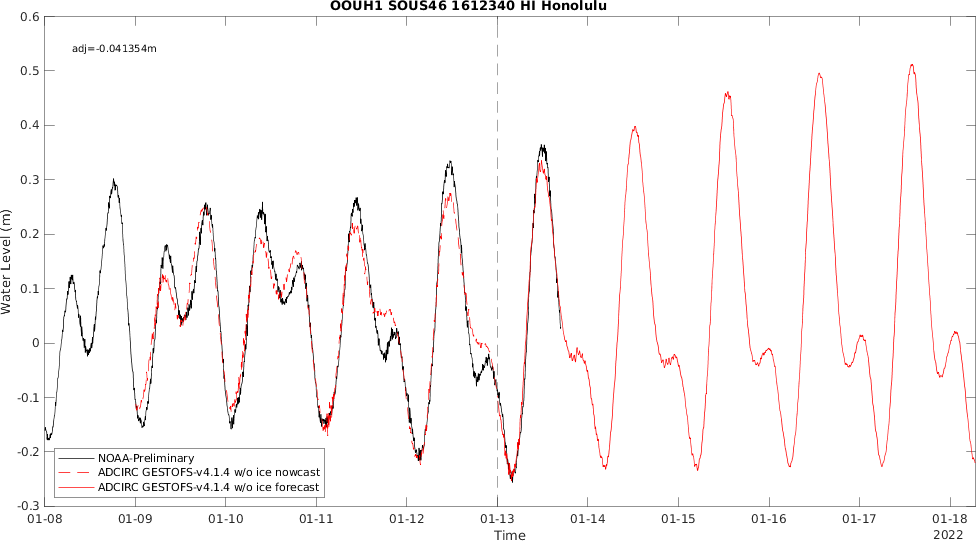 OOUH1 SOUS46 1612340 HI Honolulu
adj=-0.041354m
Water Level (m)
0.6
0.5
0.4
0.3
0.2
0.1
0
-0.1
-0.2
-0.3
NOAA-Preliminary
ADCIRC GESTOFS-v4.1.4 w/o ice nowcast
ADCIRC GESTOFS-v4.1.4 w/o ice forecast
01-08 01-09 01-10 01-11 01-12 01-13 01-14 01-15 01-16 01-17 01-18
Time
2022